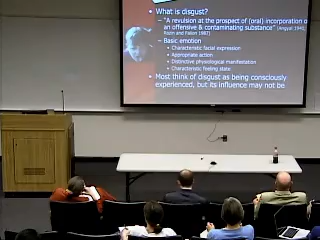 • What is disgust?
– "A revulsion at the prospect of (oral) incorporation o
an offensive & contaminating substance" (Angyal 1941,
Rozin and Fallon 1987)
– Basic emotion
• Characteristic facial expression
• Appropriate action
• Distinctive physiological manifestation
• Characteristic feeling state
• Most think of disgust as being consciously
experienced, but its influence may not be.